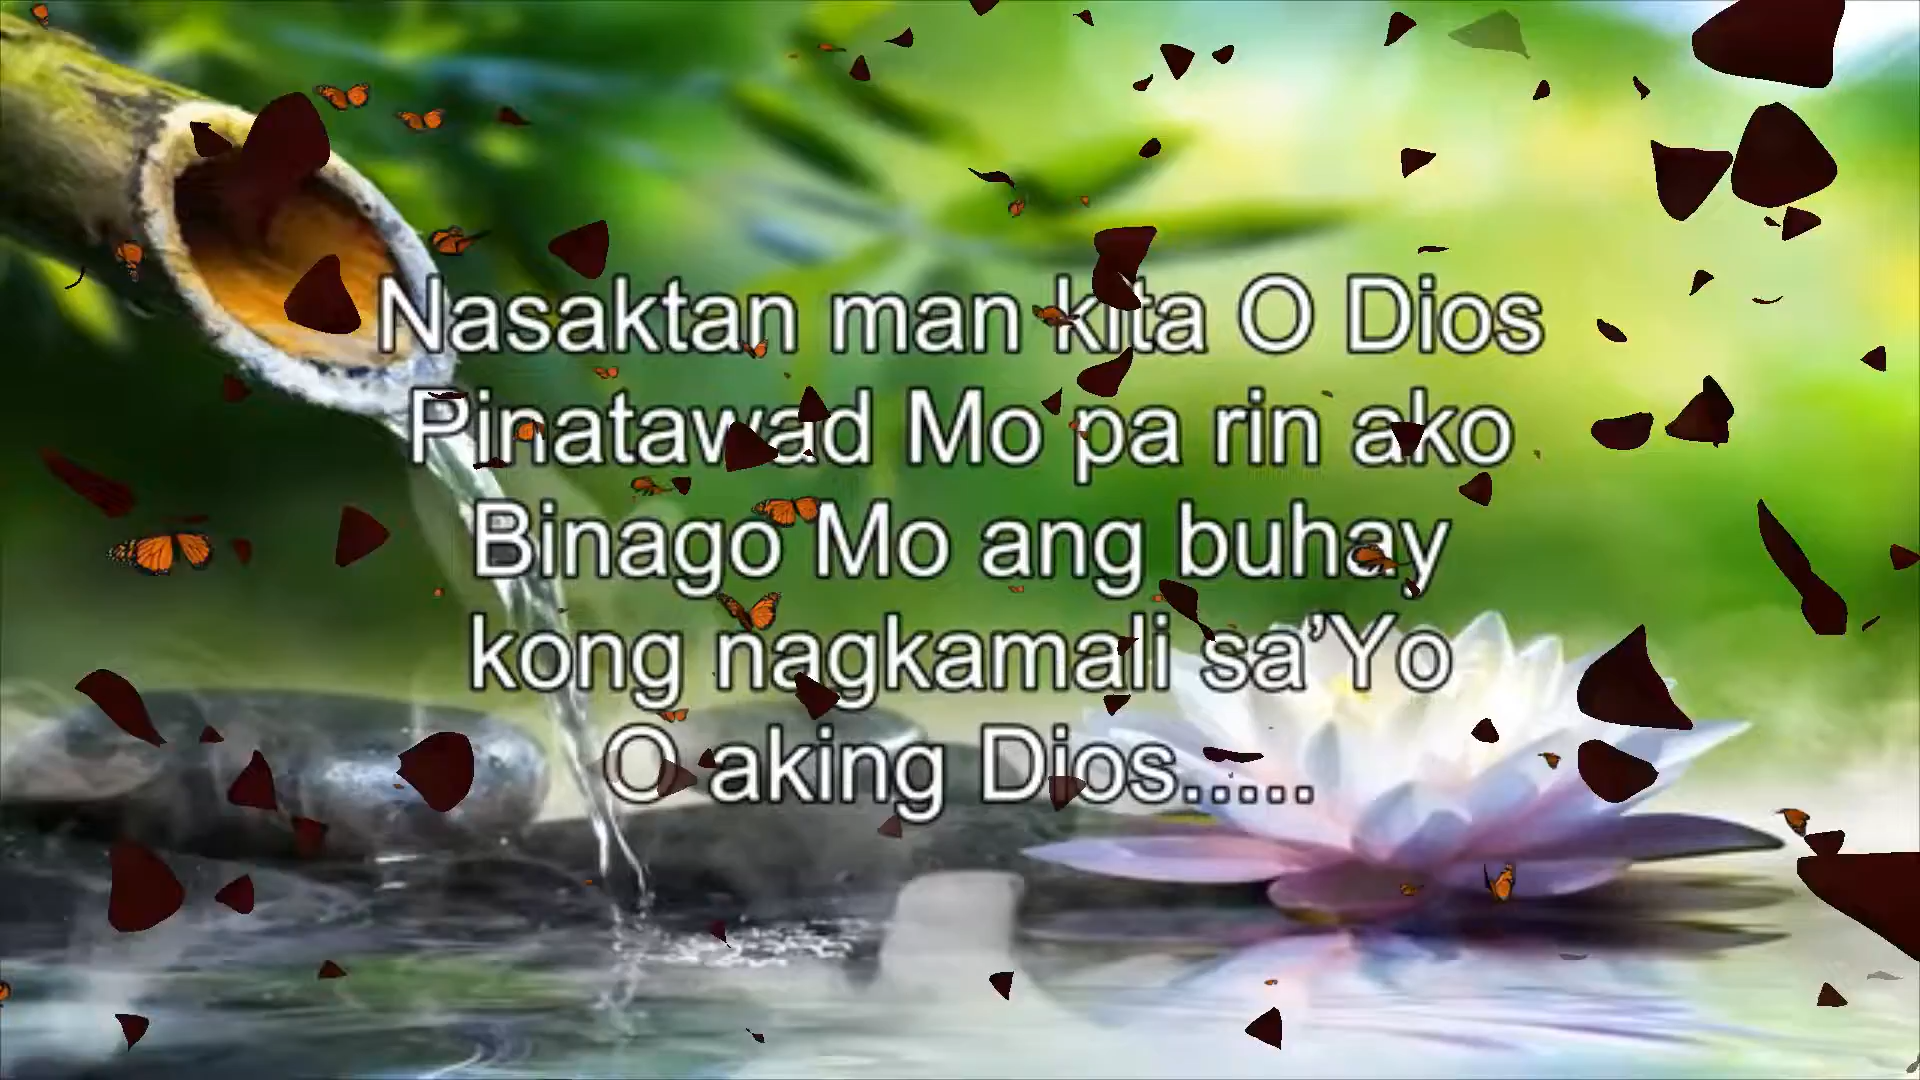 Nasaktan man kita O Dios
Pinatawad Mo pa rin ako
Binago Mo ang buhay
kong nagkamali sa’Yo
O aking Dios.....